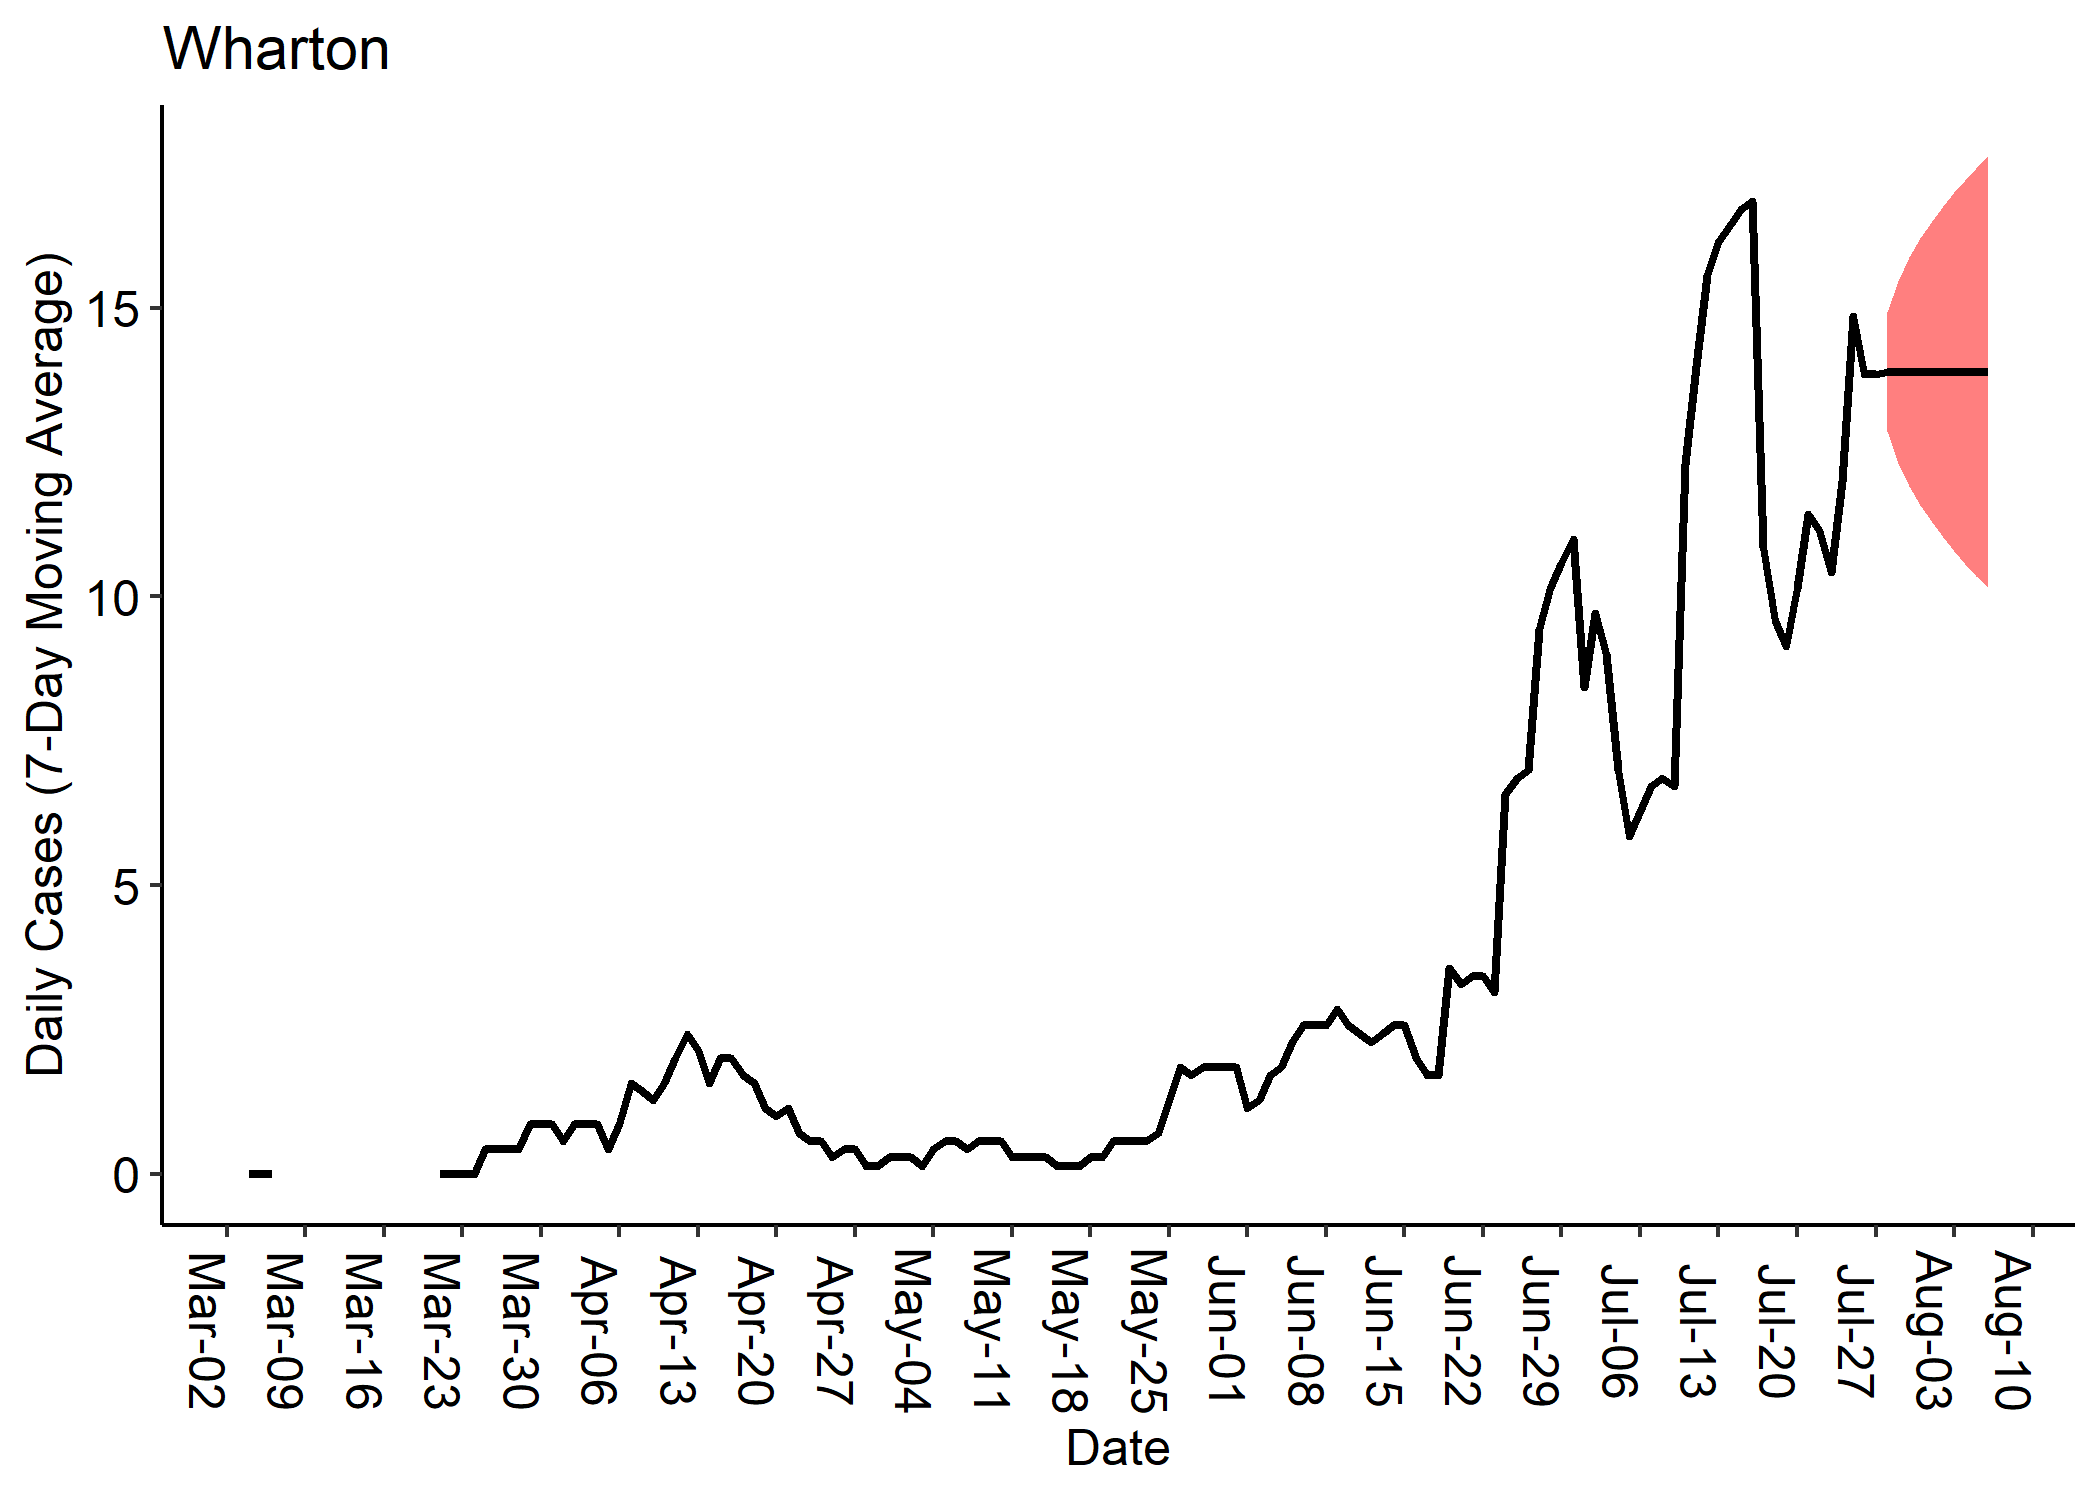 Wharton
Daily Cases (7-Day Moving Average)
15
10
5
0
Mar-02
Mar-09
Mar-16
Mar-23
Mar-30
Apr-06
Apr-13
Apr-20
Apr-27
May-04
May-11
May-18
May-25
Jun-01
Jun-08
Jun-15
Jun-22
Jun-29
Jul-06
Jul-13
Jul-20
Jul-27
Aug-03
Aug-10
Date